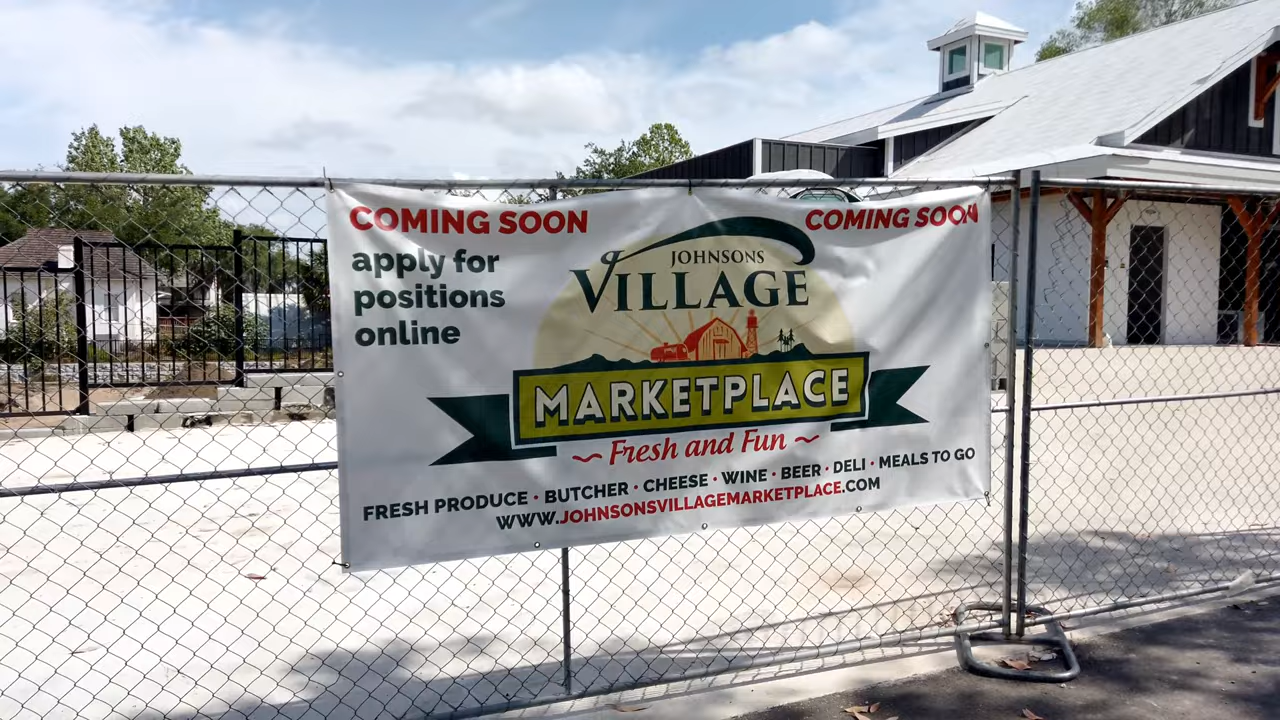 COMING SOON
COMING SOON
apply for
positions
online
JOHNSONS
VILLAGE
MARKETPLACE
~ Fresh and Fun ~
FRESH PRODUCE • BUTCHER • CHEESE • WINE • BEER • DELI • MEALS TO GO
WWW.JOHNSONSVILLAGEMARKETPLACE.COM